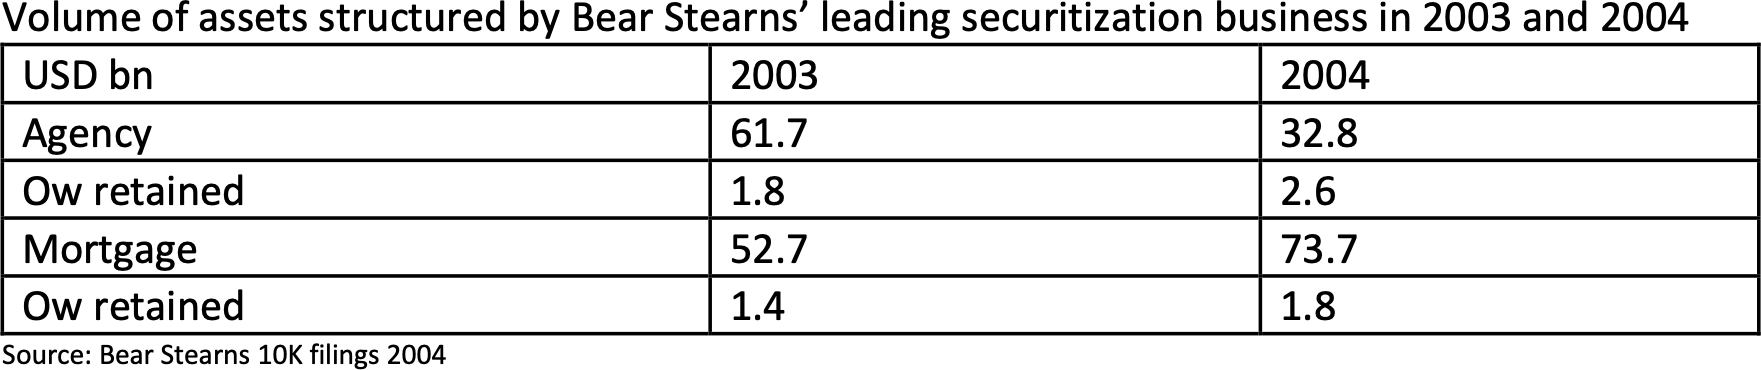 Volume of assets structured by Bear Stearns’ leading securitization business in 2003 and 2004
USD bn 2003 2004
Agency 61.7 32.8
Ow retained 1.8 2.6
Mortgage 52.7 73.7
Ow retained 1.4 1.8
Source: Bear Stearns 10K filings 2004